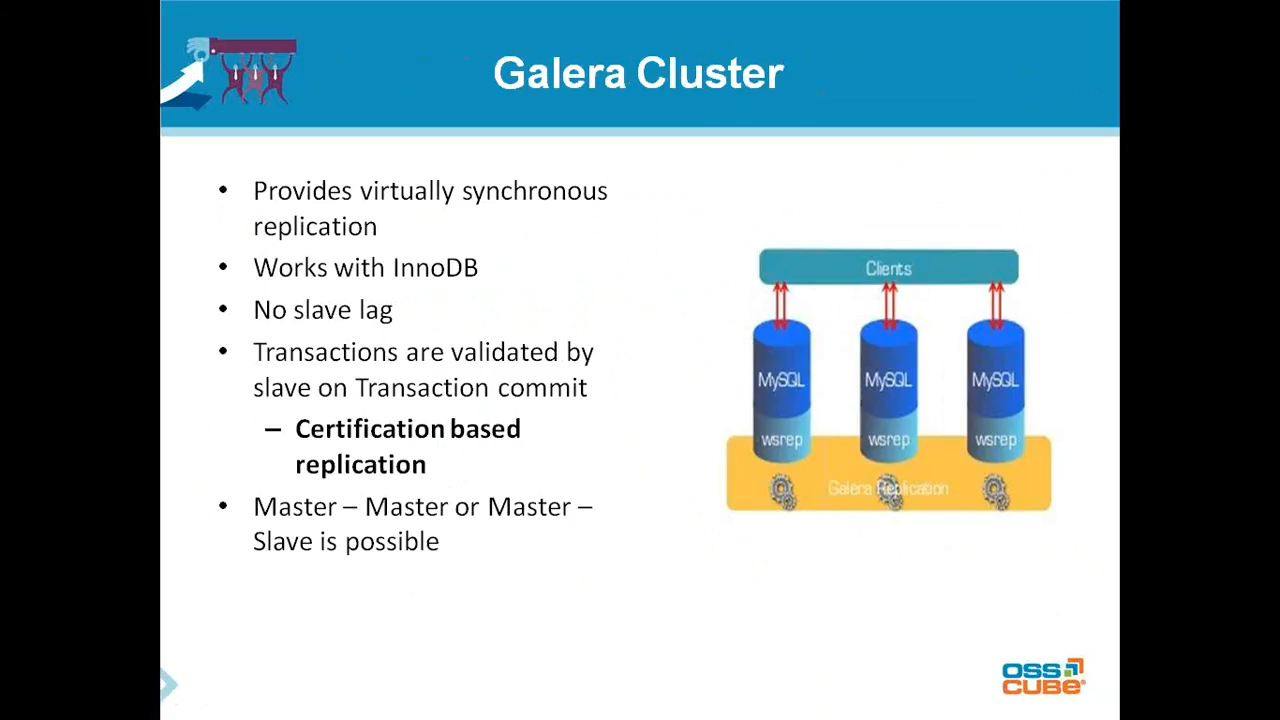 Galera Cluster
• Provides virtually synchronous
replication
• Works with InnoDB
• No slave lag
• Transactions are validated by
slave on Transaction commit
– Certification based
replication
• Master – Master or Master –
Slave is possible
Clients
MySQL MySQL MySQL
wsrep wsrep wsrep
Galera Replication
OSS
CUBE®